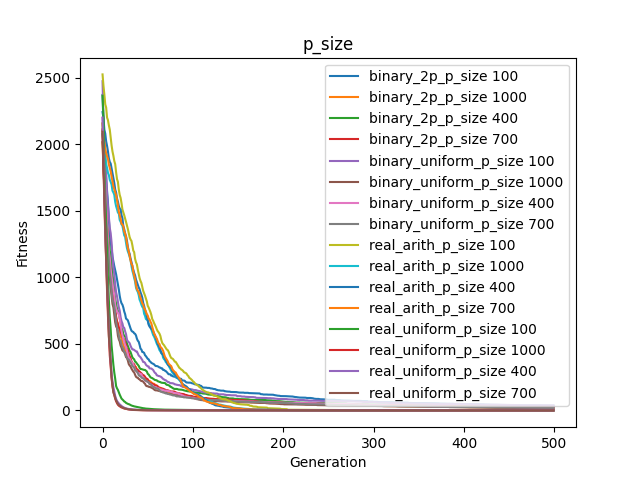 p_size
2500
2000
1500
1000
500
0
Fitness
binary_2p_p_size 100
binary_2p_p_size 1000
binary_2p_p_size 400
binary_2p_p_size 700
binary_uniform_p_size 100
binary_uniform_p_size 1000
binary_uniform_p_size 400
binary_uniform_p_size 700
real_arith_p_size 100
real_arith_p_size 1000
real_arith_p_size 400
real_arith_p_size 700
real_uniform_p_size 100
real_uniform_p_size 1000
real_uniform_p_size 400
real_uniform_p_size 700
0 100 200 300 400 500
Generation